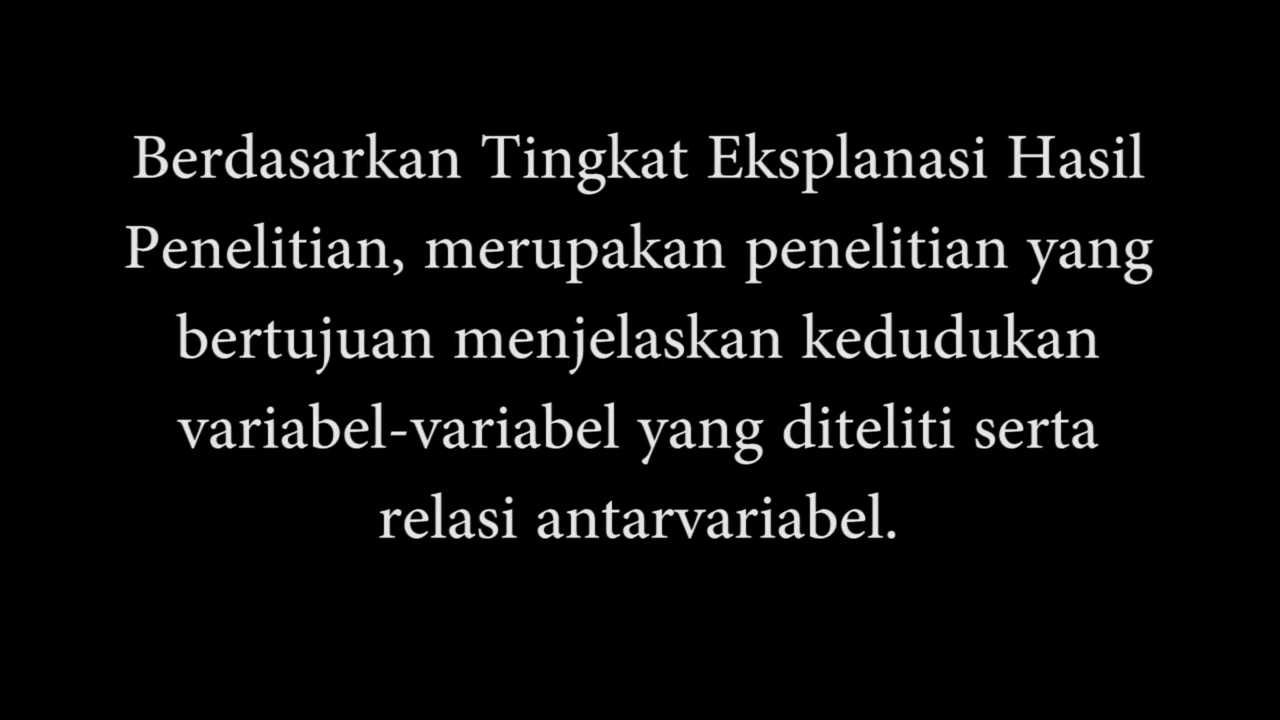 Berdasarkan Tingkat Eksplanasi Hasil
Penelitian, merupakan penelitian yang
bertujuan menjelaskan kedudukan
variabel-variabel yang diteliti serta
relasi antarvariabel.